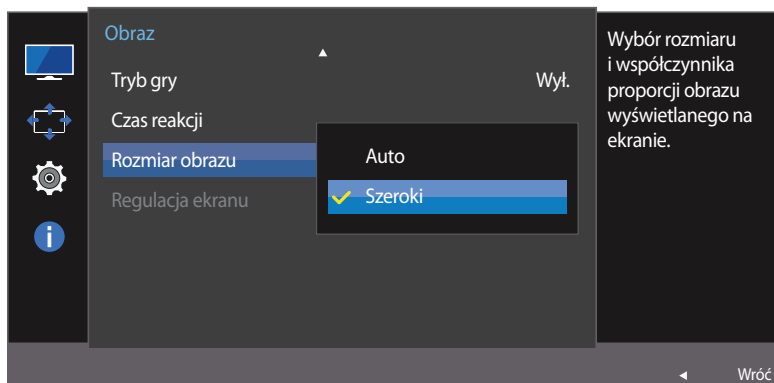 Obraz
Tryb gry Wył.
Czas reakcji
Rozmiar obrazu
Regulacja ekranu
Auto
Szeroki
Wybór rozmiaru
i współczynnika
proporcji obrazu
wyświetlanego na
ekranie.
Wróć